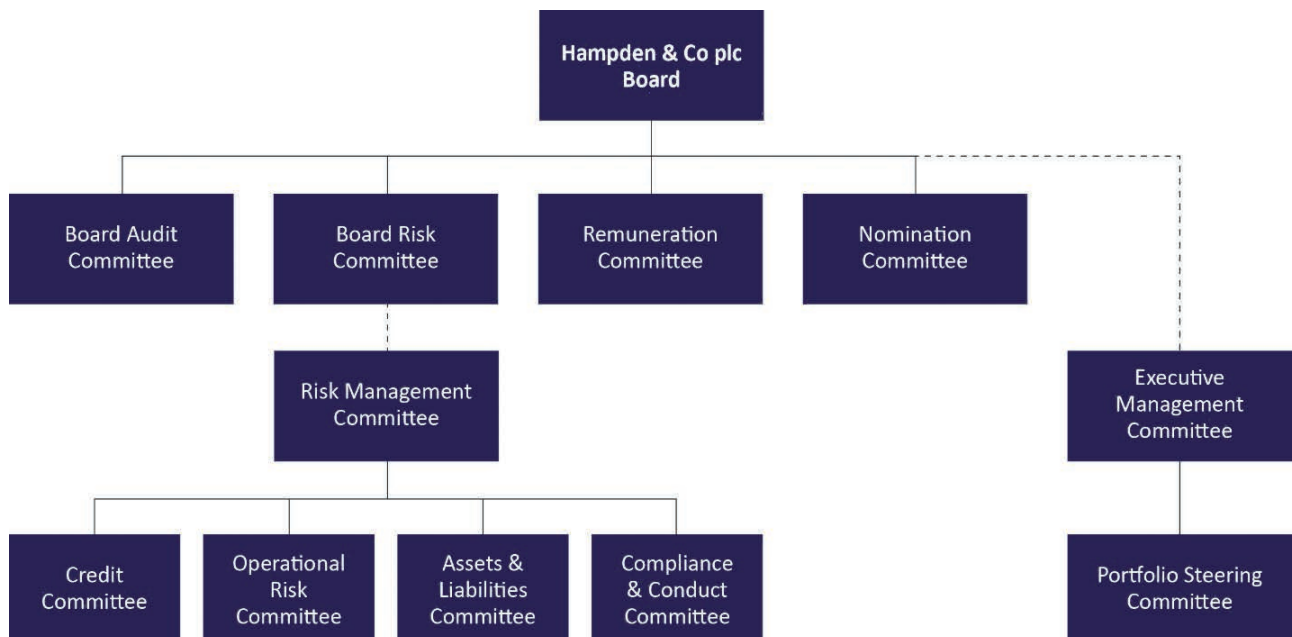 Hampden & Co plc
Board
Board Audit
Committee
Board Risk
Committee
Remuneration
Committee
Nomination
Committee
Risk Management
Committee
Executive
Management
Committee
Credit
Committee
Operational
Risk
Committee
Assets &
Liabilities
Committee
Compliance
& Conduct
Committee
Portfolio Steering
Committee